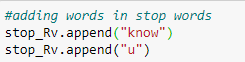 #adding words in stop words
stop_Rv.append("know")
stop_Rv.append("u")